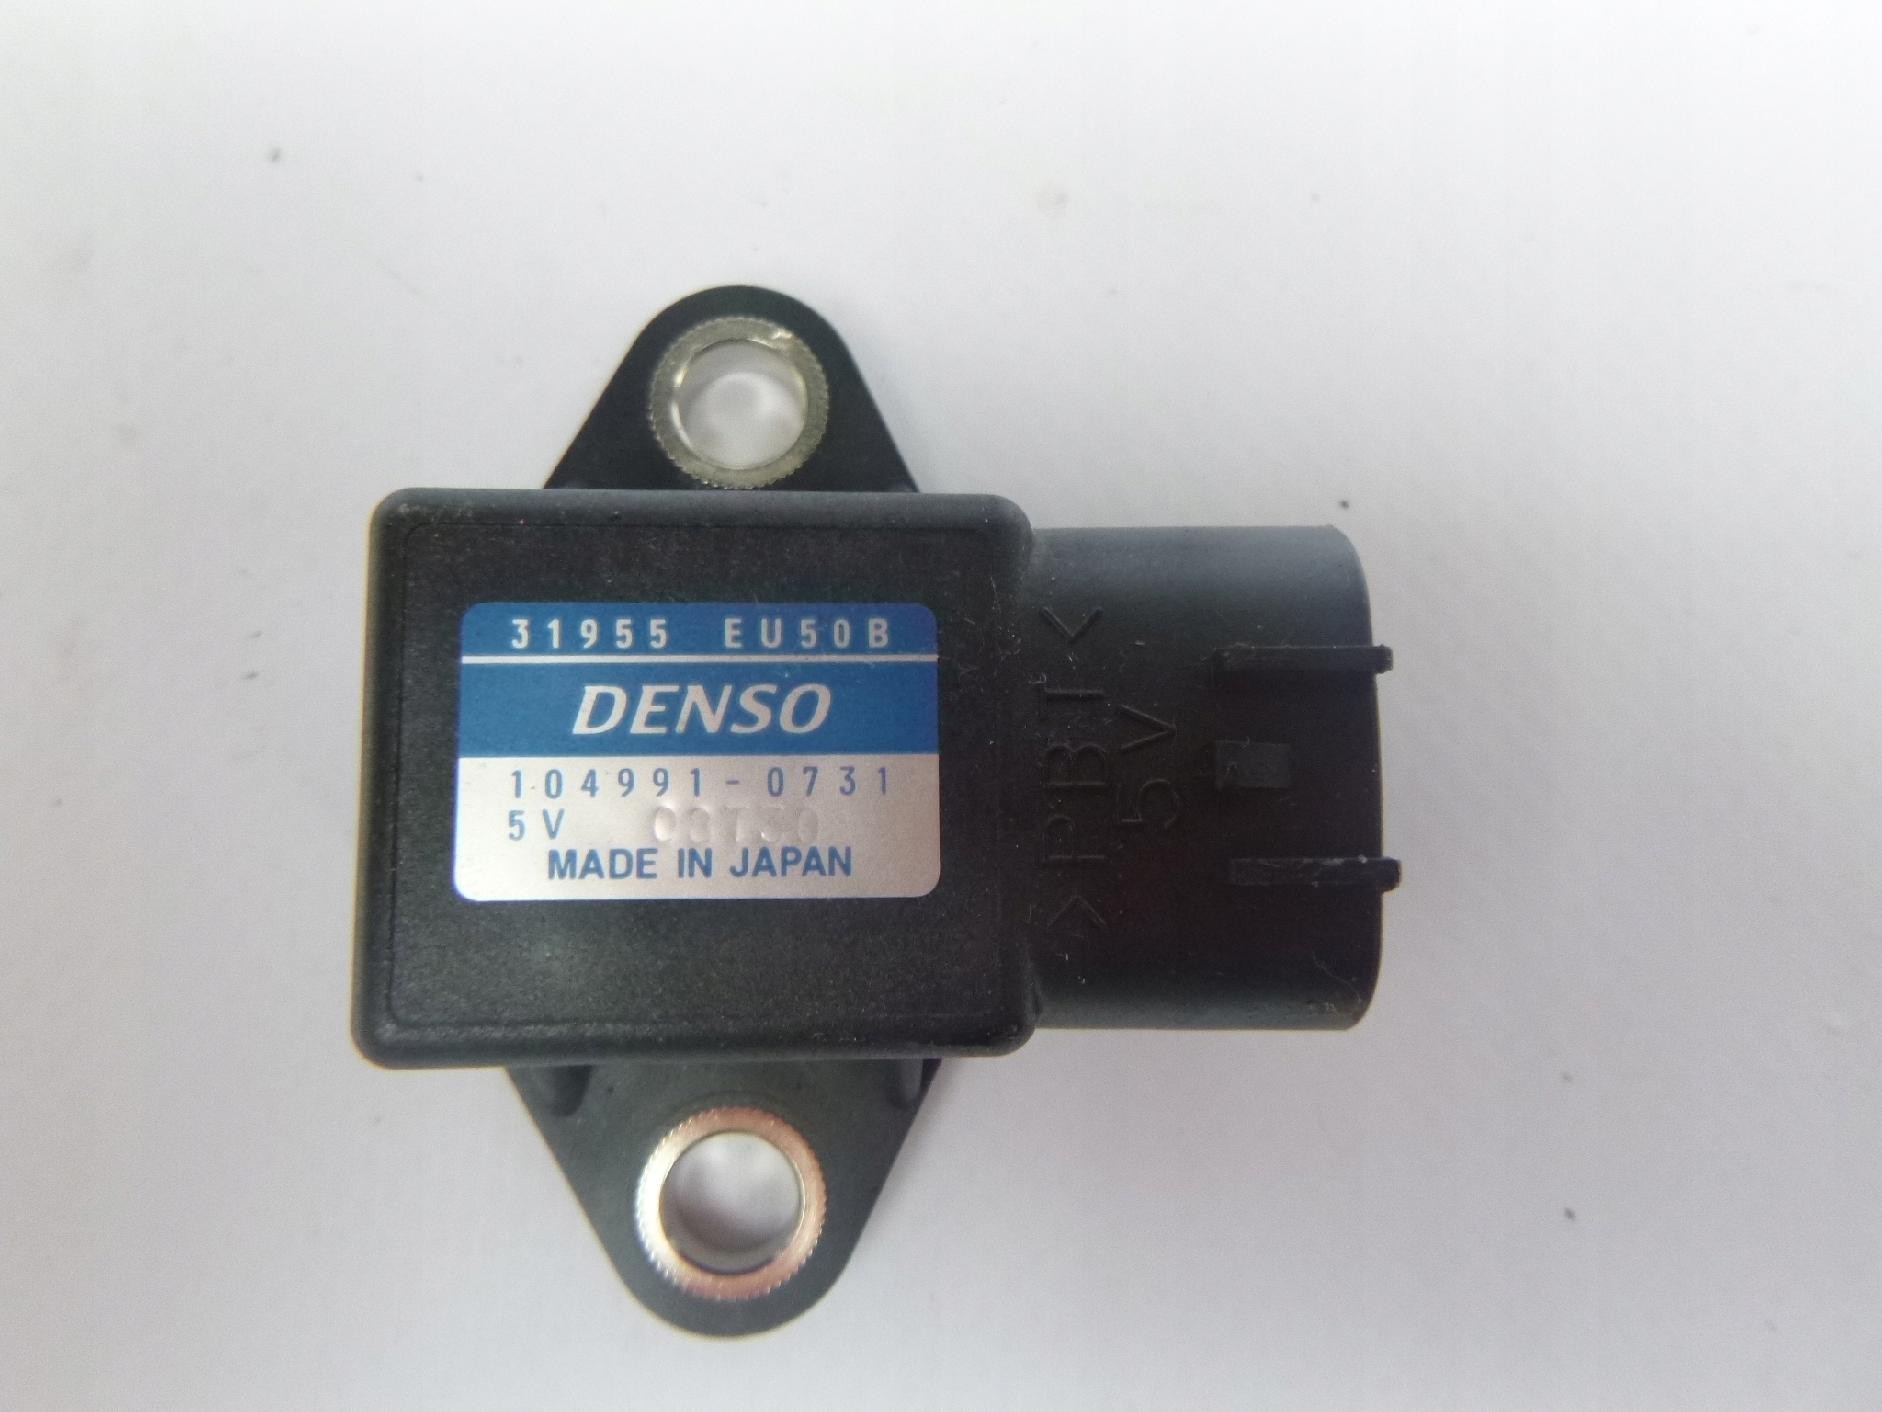 31955 EU50B
DENSO
104991-0731
5V
MADE IN JAPAN
>PBT<
5V